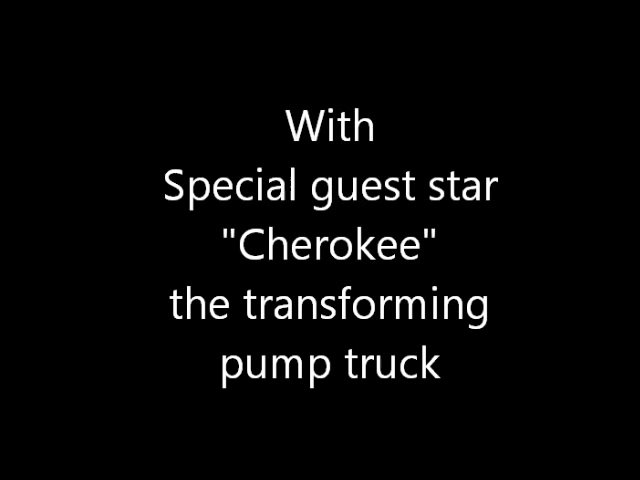 With
Special guest star
"Cherokee"
the transforming
pump truck